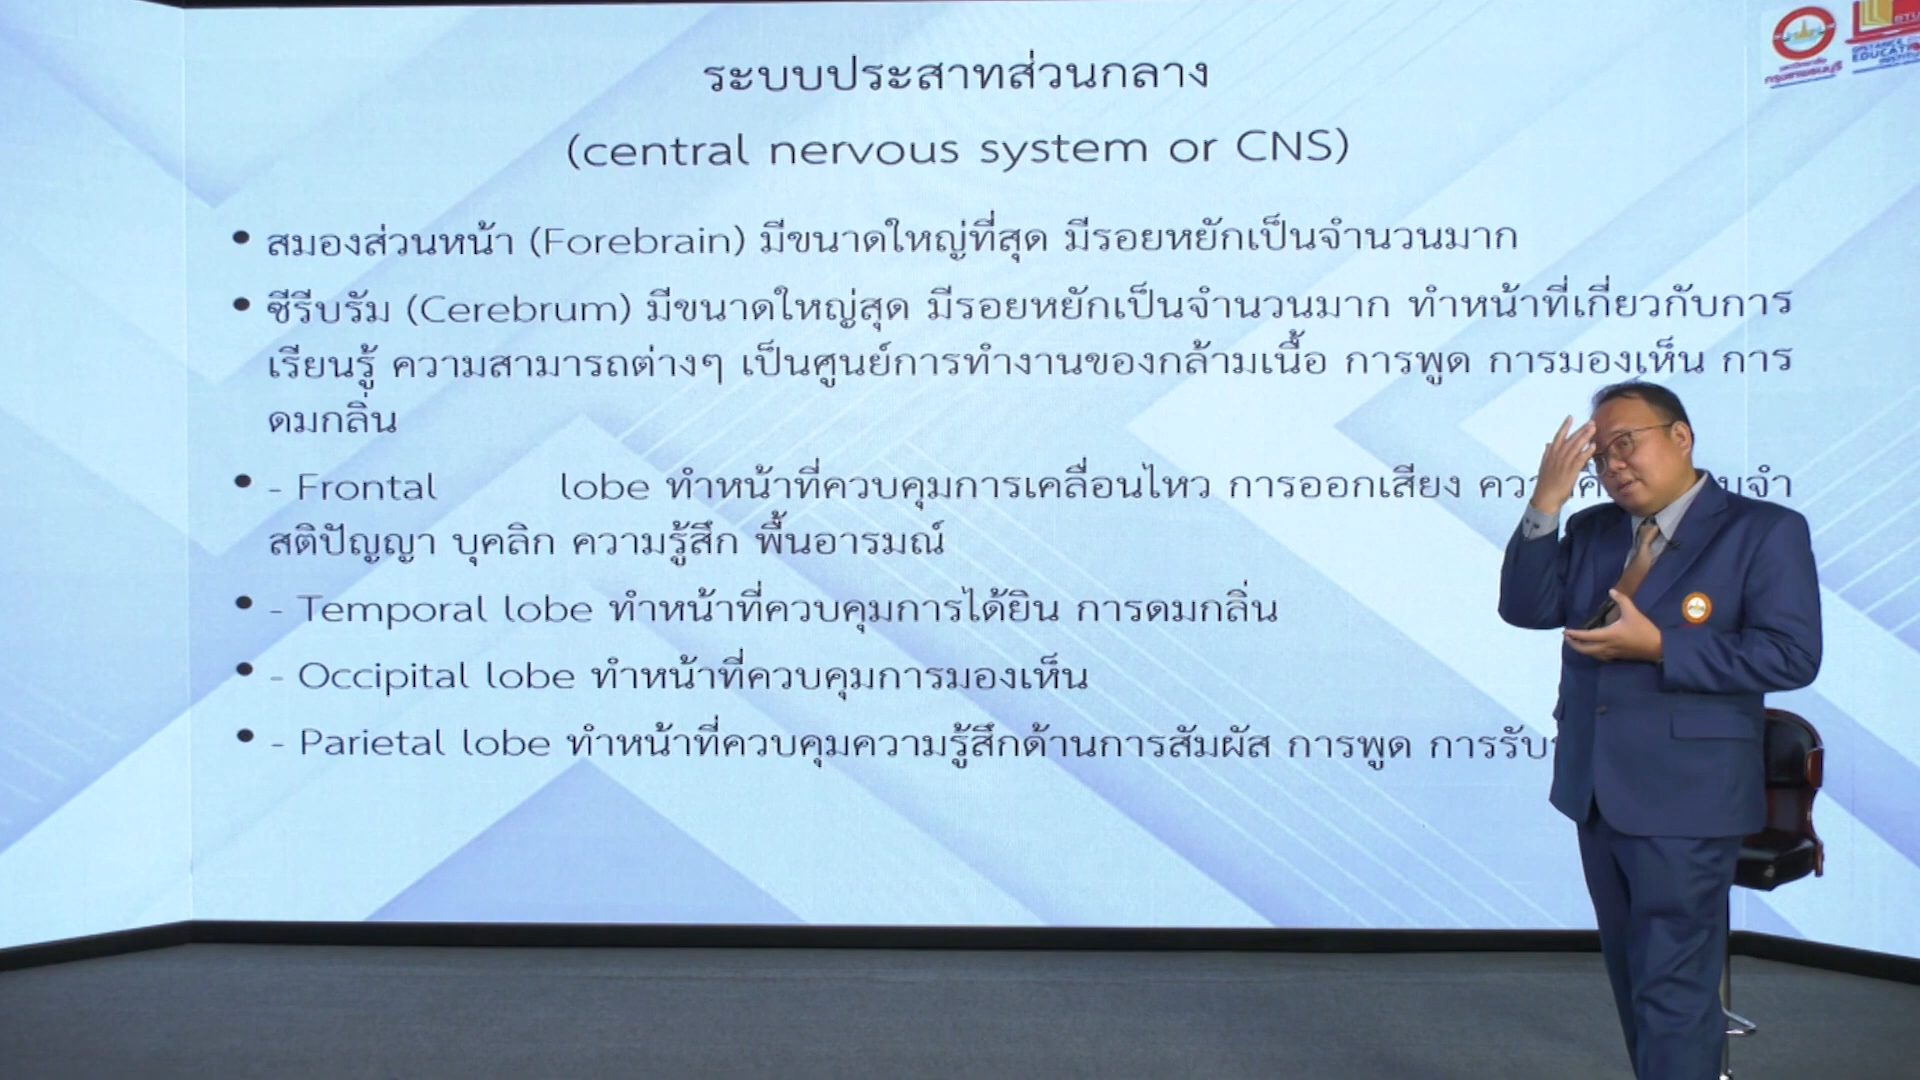 ระบบประสาทส่วนกลาง
(central nervous system or CNS)
• สมองส่วนหน้า (Forebrain) มีขนาดใหญ่ที่สุด มีรอยหยักเป็นจำนวนมาก
• ซีรีบรัม (Cerebrum) มีขนาดใหญ่สุด มีรอยหยักเป็นจำนวนมาก ทำหน้าที่เกี่ยวกับการ
เรียนรู้ ความสามารถต่างๆ เป็นศูนย์การทำงานของกล้ามเนื้อ การพูด การมองเห็น การ
ดมกลิ่น
• - Frontal lobe ทำหน้าที่ควบคุมการเคลื่อนไหว การออกเสียง
สติปัญญา บุคลิก ความรู้สึก พื้นอารมณ์
• - Temporal lobe ทำหน้าที่ควบคุมการได้ยิน การดมกลิ่น
• - Occipital lobe ทำหน้าที่ควบคุมการมองเห็น
• - Parietal lobe ทำหน้าที่ควบคุมความรู้สึกด้านการสัมผัส การพูด การรับ
กรุงเทพธนบุรี